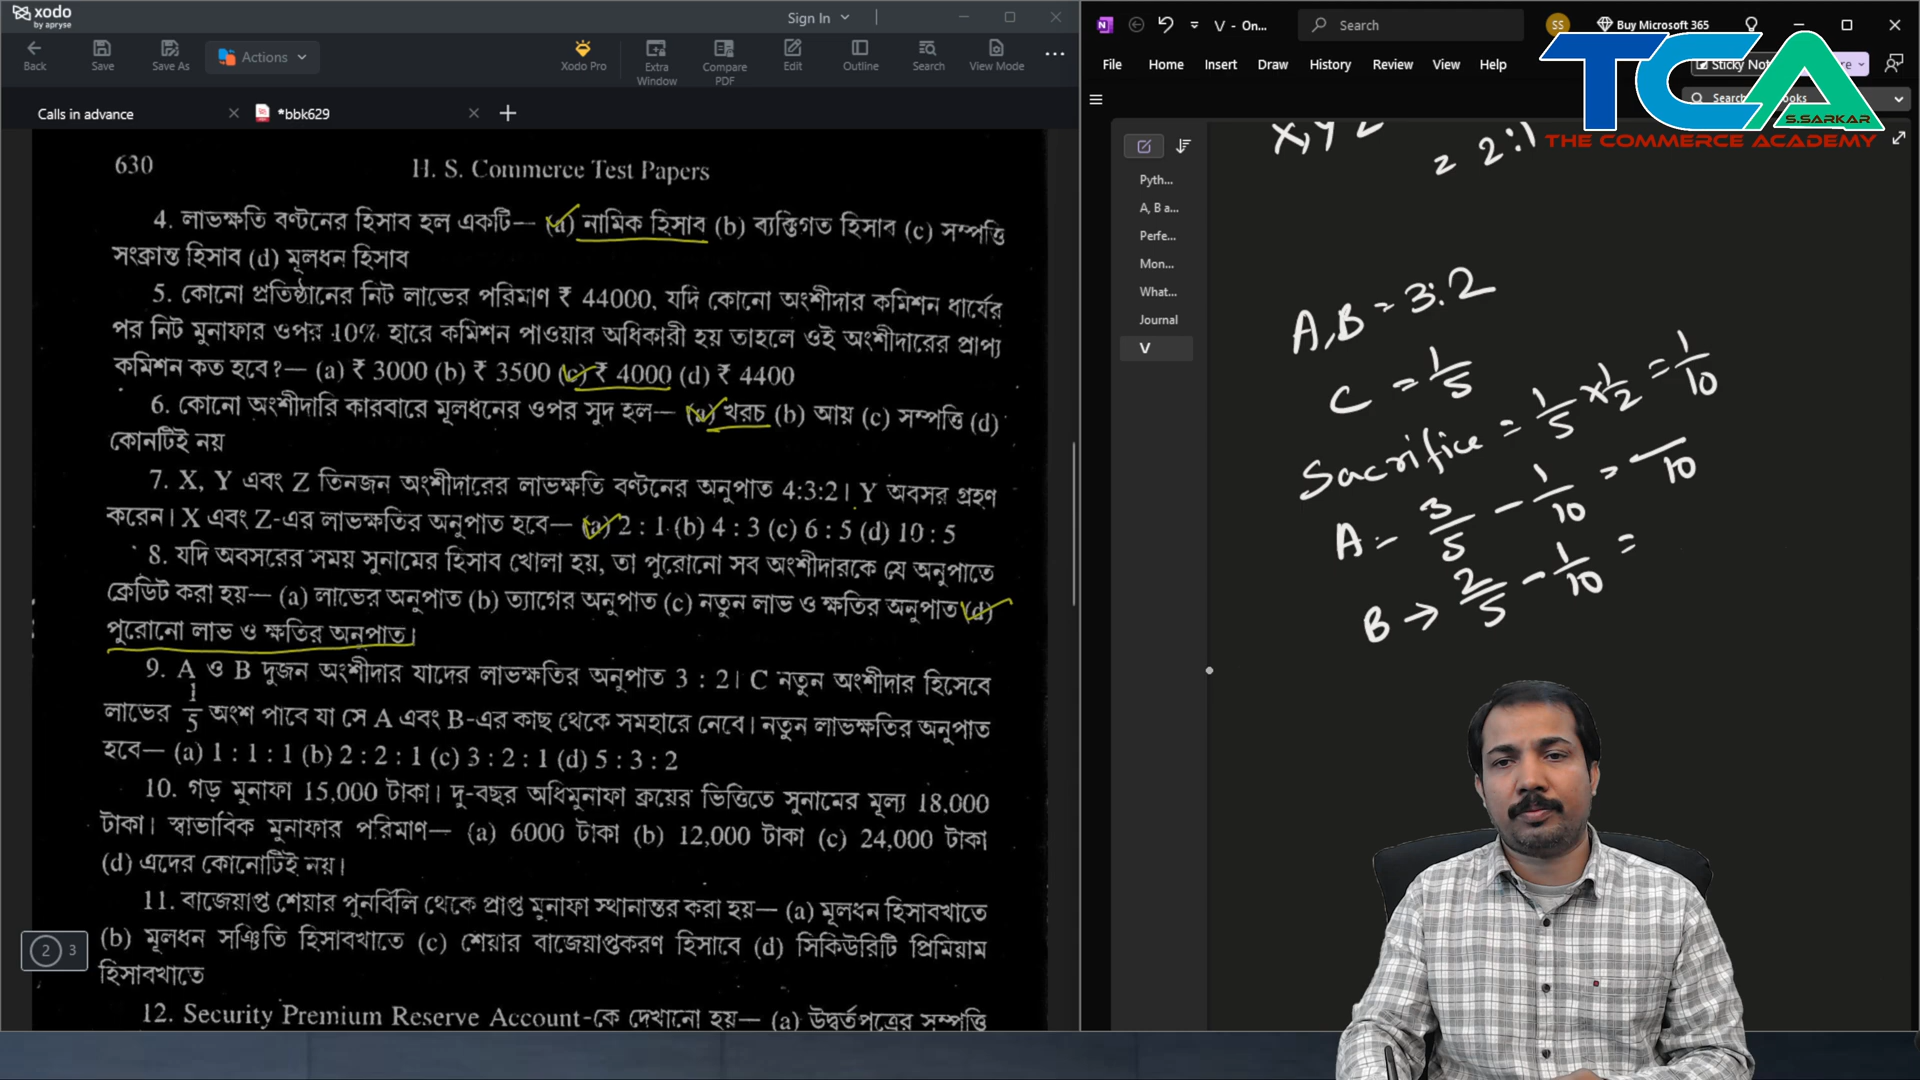 xodo
by apryse
Sign In
Back
Save
Save As
Actions
Xodo Pro
Extra Window
Compare PDF
Edit
Outline
Search
View Mode
Calls in advance
*bbk629
630
H. S. Commerce Test Papers
4. লাভক্ষতি বণ্টনের হিসাব হল একটি— (a) নামিক হিসাব (b) ব্যক্তিগত হিসাব (c) সম্পত্তি
সংক্রান্ত হিসাব (d) মূলধন হিসাব
5. কোনো প্রতিষ্ঠানের নিট লাভের পরিমাণ ₹ 44000, যদি কোনো অংশীদার কমিশন ধার্যের
পর নিট মুনাফার ওপর 10% হারে কমিশন পাওয়ার অধিকারী হয় তাহলে ওই অংশীদারের প্রাপ্য
কমিশন কত হবে?— (a) ₹ 3000 (b) ₹ 3500 (c) ₹ 4000 (d) ₹ 4400
6. কোনো অংশীদারি কারবারে মূলধনের ওপর সুদ হল— (a) খরচ (b) আয় (c) সম্পত্তি (d)
কোনটিই নয়
7. X, Y এবং Z তিনজন অংশীদারের লাভক্ষতি বণ্টনের অনুপাত 4:3:2। Y অবসর গ্রহণ
করেন। X এবং Z-এর লাভক্ষতির অনুপাত হবে— (a) 2 : 1 (b) 4 : 3 (c) 6 : 5 (d) 10 : 5
8. যদি অবসরের সময় সুনামের হিসাব খোলা হয়, তা পুরোনো সব অংশীদারকে যে অনুপাতে
ক্রেডিট করা হয়— (a) লাভের অনুপাত (b) ত্যাগের অনুপাত (c) নতুন লাভ ও ক্ষতির অনুপাত (d)
পুরোনো লাভ ও ক্ষতির অনুপাত।
9. A ও B দুজন অংশীদার যাদের লাভক্ষতির অনুপাত 3 : 2। C নতুন অংশীদার হিসেবে
লাভের 1/5 অংশ পাবে যা সে A এবং B-এর কাছ থেকে সমহারে নেবে। নতুন লাভক্ষতির অনুপাত
হবে— (a) 1 : 1 : 1 (b) 2 : 2 : 1 (c) 3 : 2 : 1 (d) 5 : 3 : 2
10. গড় মুনাফা 15,000 টাকা। দু-বছর অধিমুনাফা ক্রয়ের ভিত্তিতে সুনামের মূল্য 18,000
টাকা। স্বাভাবিক মুনাফার পরিমাণ— (a) 6000 টাকা (b) 12,000 টাকা (c) 24,000 টাকা
(d) এদের কোনোটিই নয়।
11. বাজেয়াপ্ত শেয়ার পুনর্বিলি থেকে প্রাপ্ত মুনাফা স্থানান্তর করা হয়— (a) মূলধন হিসাবখাতে
(b) মূলধন সঞ্চিতি হিসাবখাতে (c) শেয়ার বাজেয়াপ্তকরণ হিসাবে (d) সিকিউরিটি প্রিমিয়াম
হিসাবখাতে
12. Security Premium Reserve Account-কে দেখানো হয়— (a) উদ্বর্তপত্রের সম্পত্তি
2 3
V - On...
Search
SS
Buy Microsoft 365
File Home Insert Draw History Review View Help
Sticky Not
TCA
S.SARKAR
THE COMMERCE ACADEMY
Pyth...
A, B a...
Perfe...
Mon...
What...
Journal
V
= 2:1
A,B = 3:2
C = 1/5
Sacrifice = 1/5 x 1/2 = 1/10
A - 3/5 - 1/10 = /10
B → 2/5 - 1/10 =